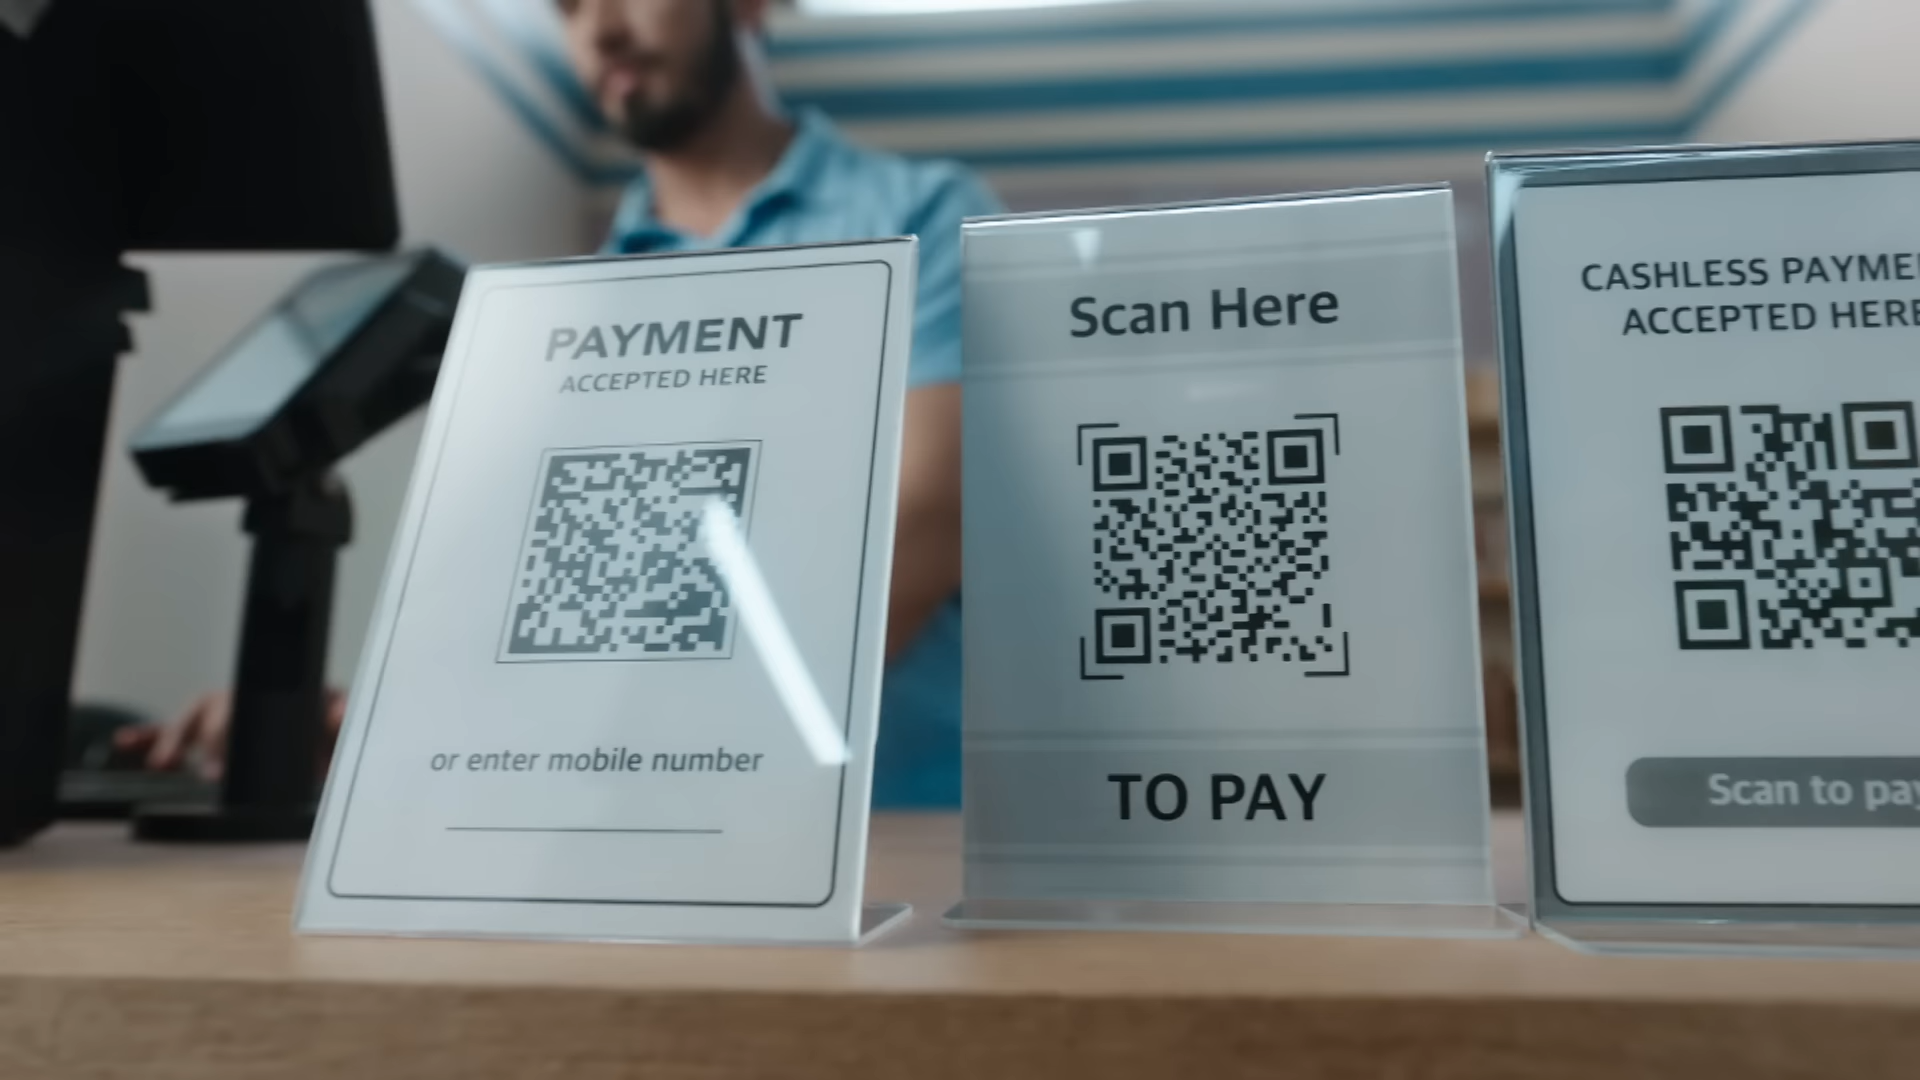 PAYMENT
ACCEPTED HERE
or enter mobile number
Scan Here
TO PAY
CASHLESS PAYME
ACCEPTED HERE
Scan to pay